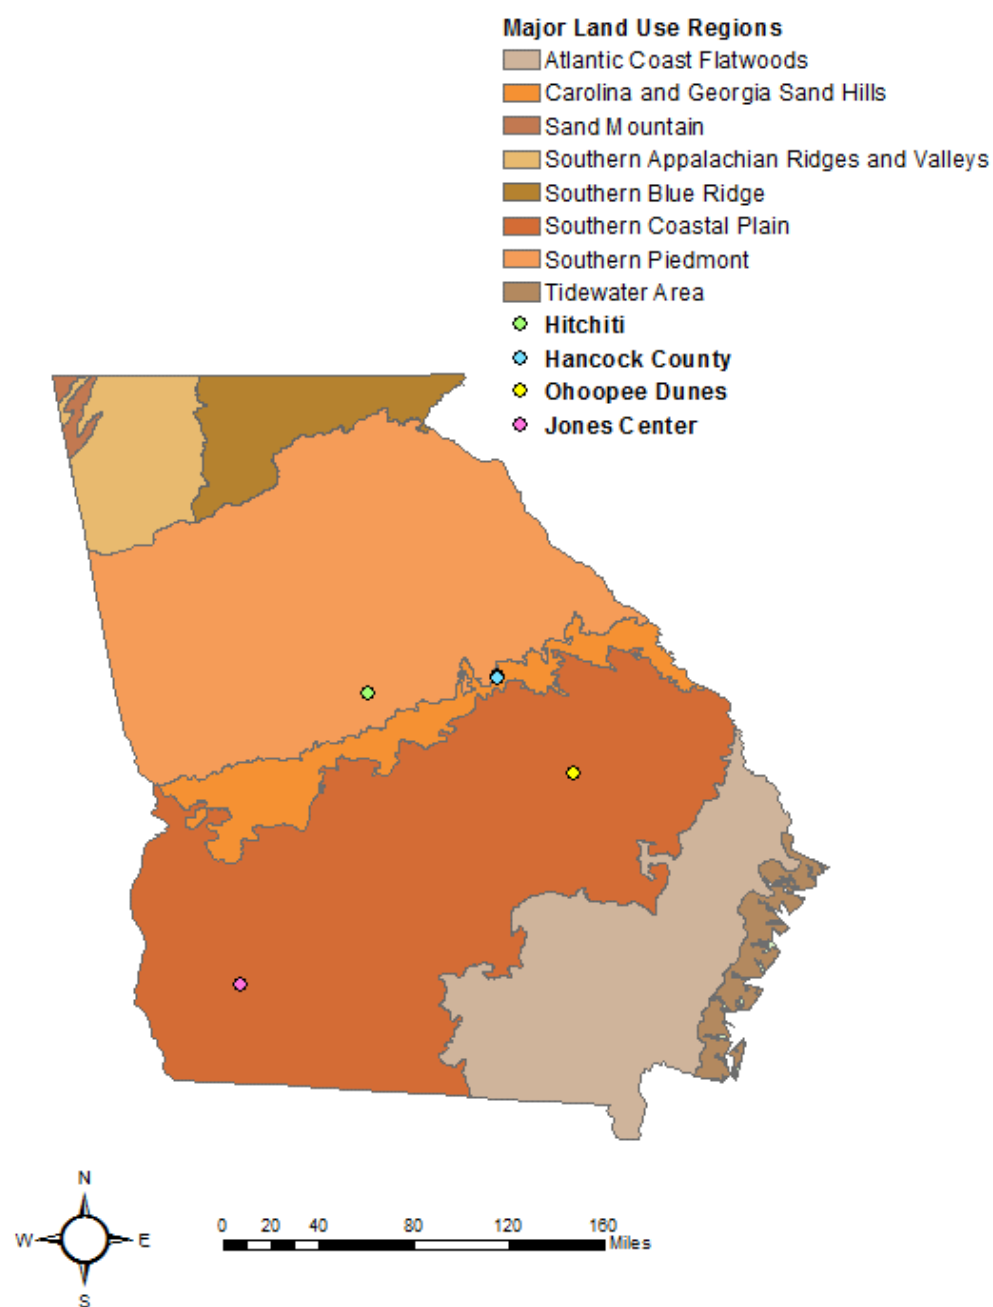 Major Land Use Regions
Atlantic Coast Flatwoods
Carolina and Georgia Sand Hills
Sand Mountain
Southern Appalachian Ridges and Valleys
Southern Blue Ridge
Southern Coastal Plain
Southern Piedmont
Tidewater Area
Hitchiti
Hancock County
Ohoopee Dunes
Jones Center
N
W E
S
0 20 40 80 120 160
Miles